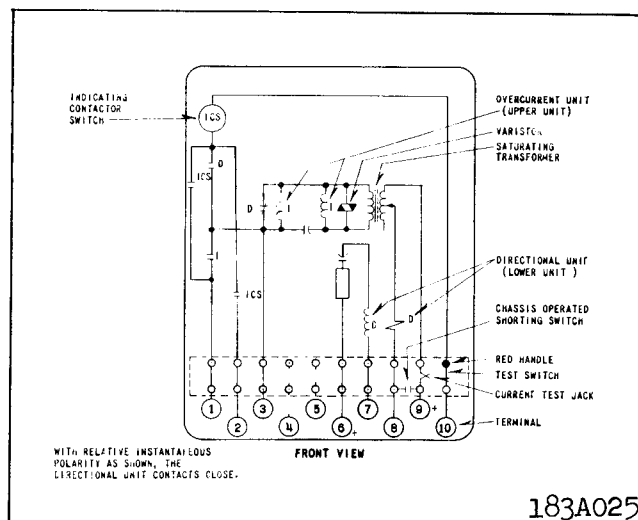 INDICATING
CONTACTOR
SWITCH
ICS
OVERCURRENT UNIT
(UPPER UNIT)
VARISTOR
SATURATING
TRANSFORMER
D
ICS
D
I
I
I
ICS
D
D
DIRECTIONAL UNIT
(LOWER UNIT )
CHASSIS OPERATED
SHORTING SWITCH
RED HANDLE
TEST SWITCH
CURRENT TEST JACK
TERMINAL
1
2
3
4
5
6
+
7
8
9
+
10
FRONT VIEW
WITH RELATIVE INSTANTANEOUS
POLARITY AS SHOWN, THE
DIRECTIONAL UNIT CONTACTS CLOSE.
183A025